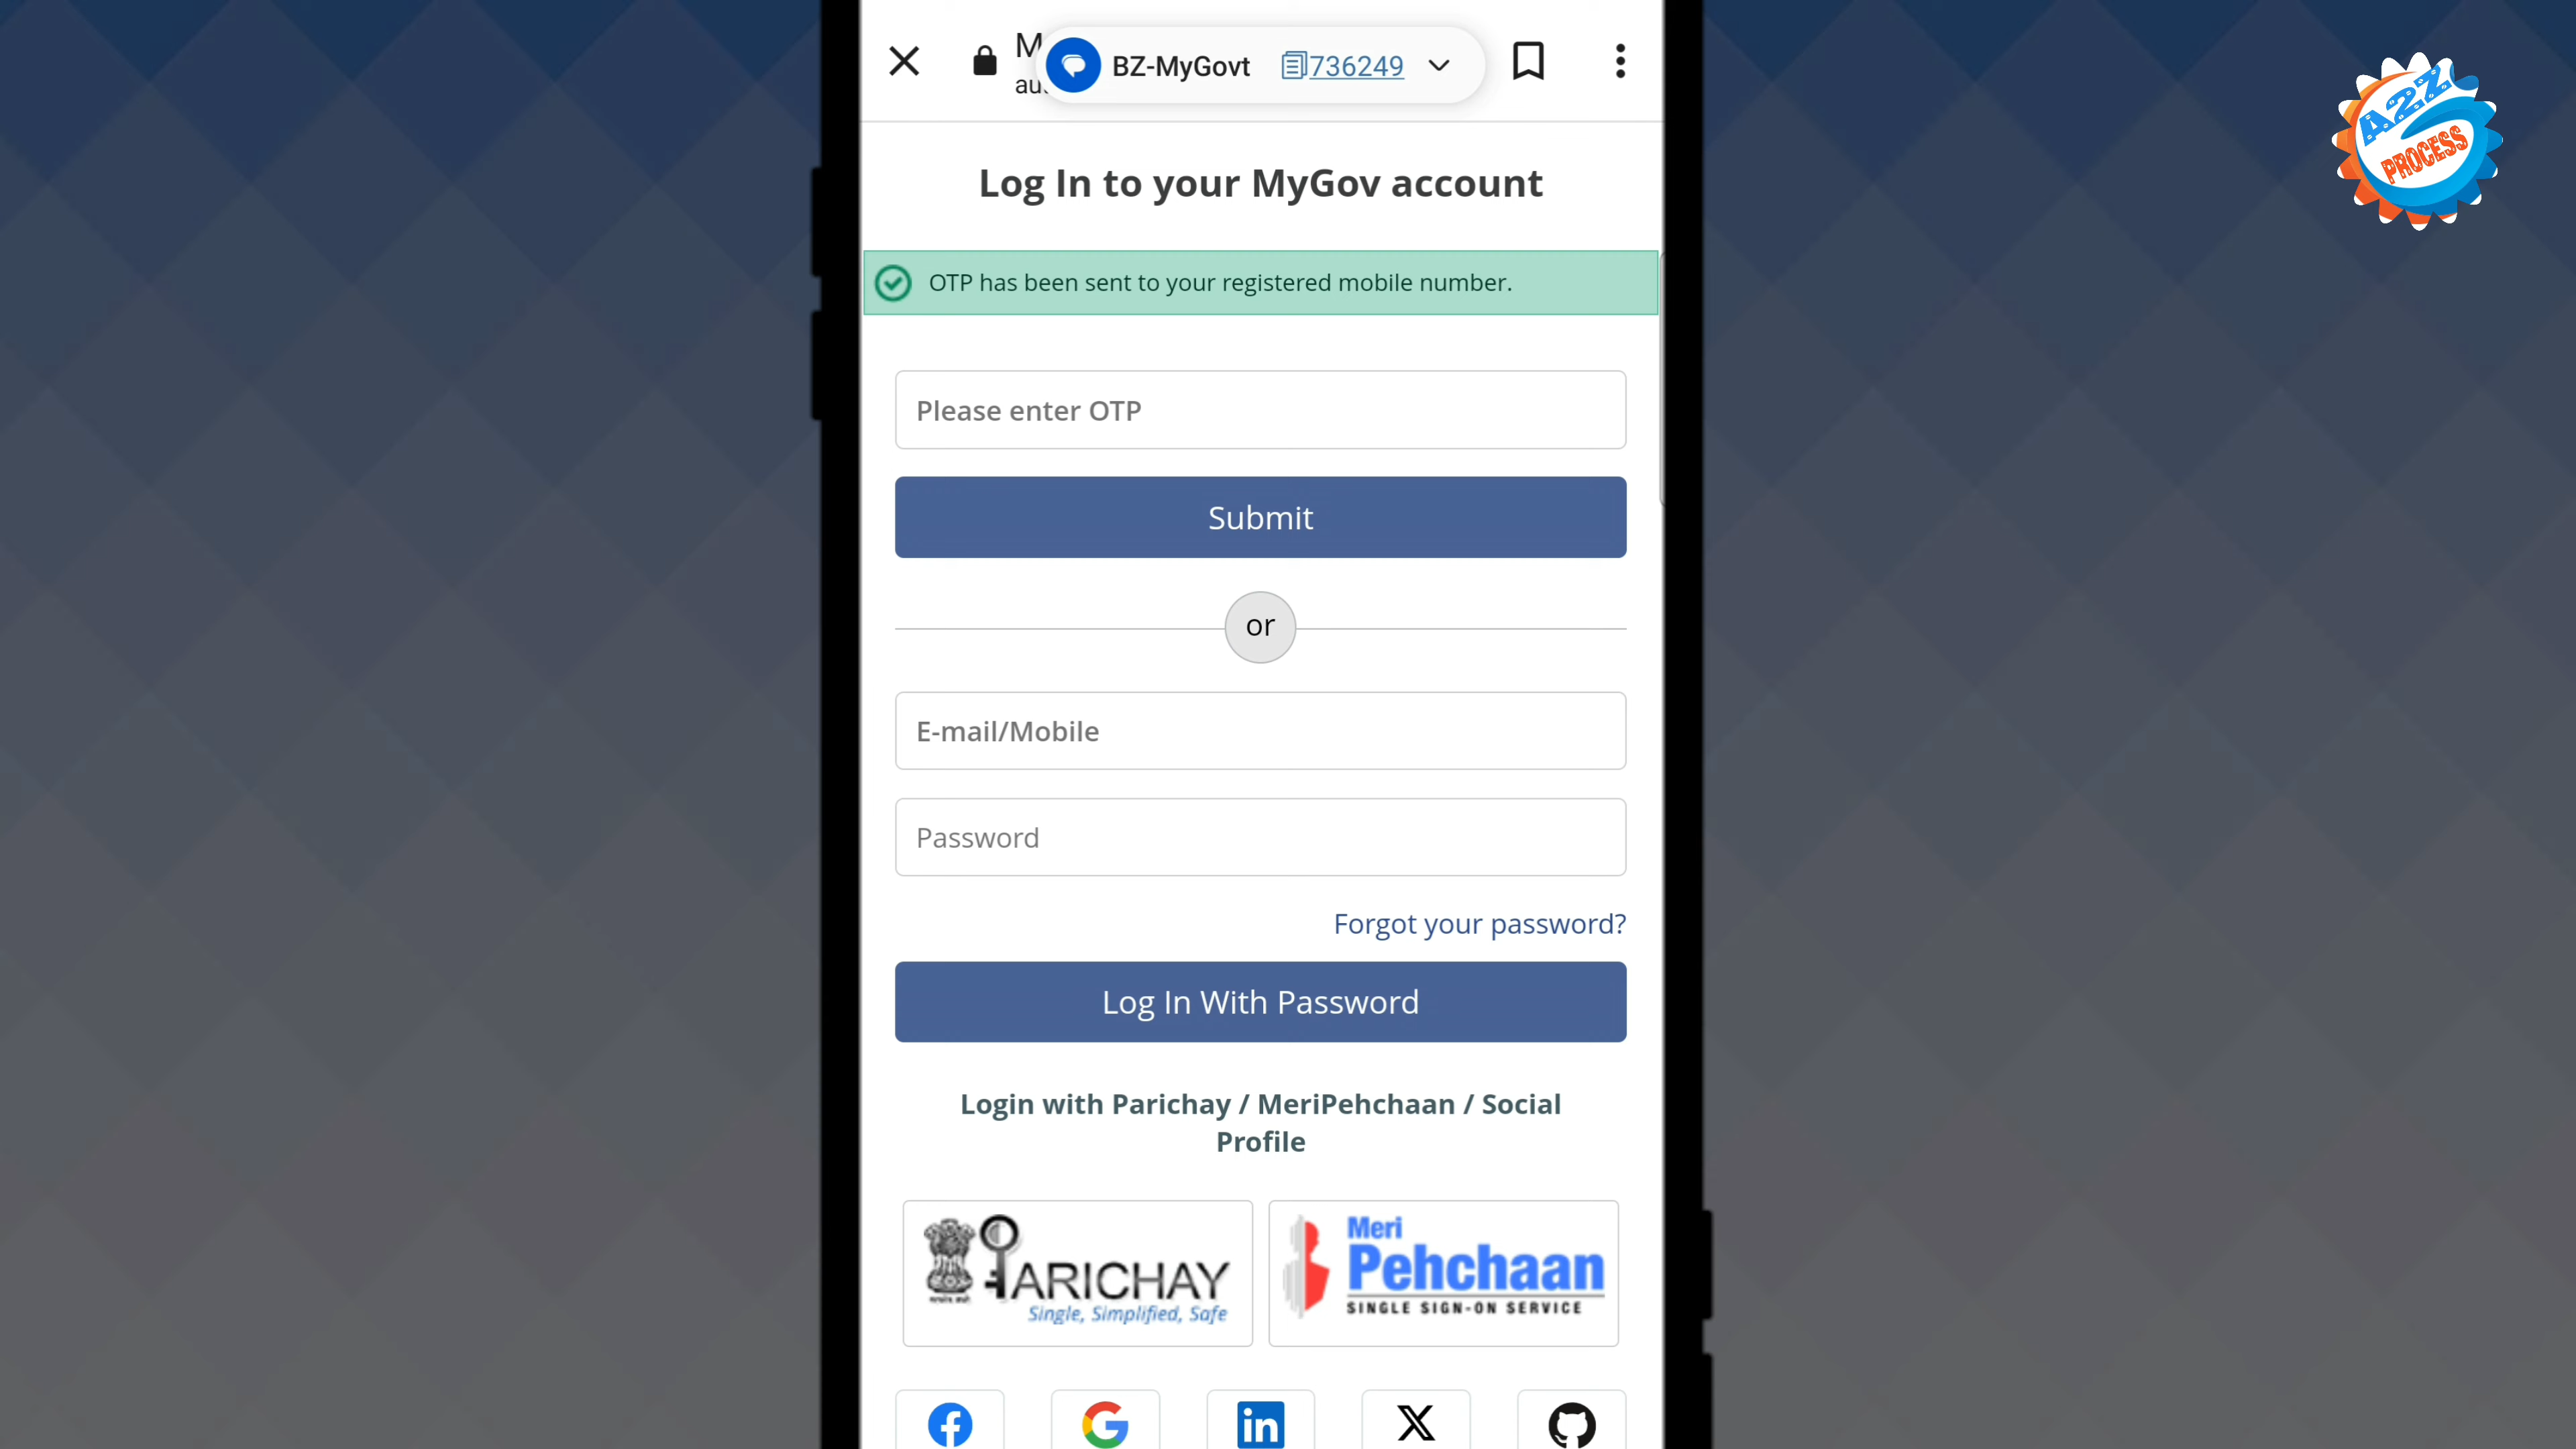 M
au
BZ-MyGovt 736249
A2Z
PROCESS
Log In to your MyGov account
OTP has been sent to your registered mobile number.
Please enter OTP
Submit
or
E-mail/Mobile
Password
Forgot your password?
Log In With Password
Login with Parichay / MeriPehchaan / Social
Profile
ARICHAY
Single, Simplified, Safe
Meri
Pehchaan
SINGLE SIGN-ON SERVICE